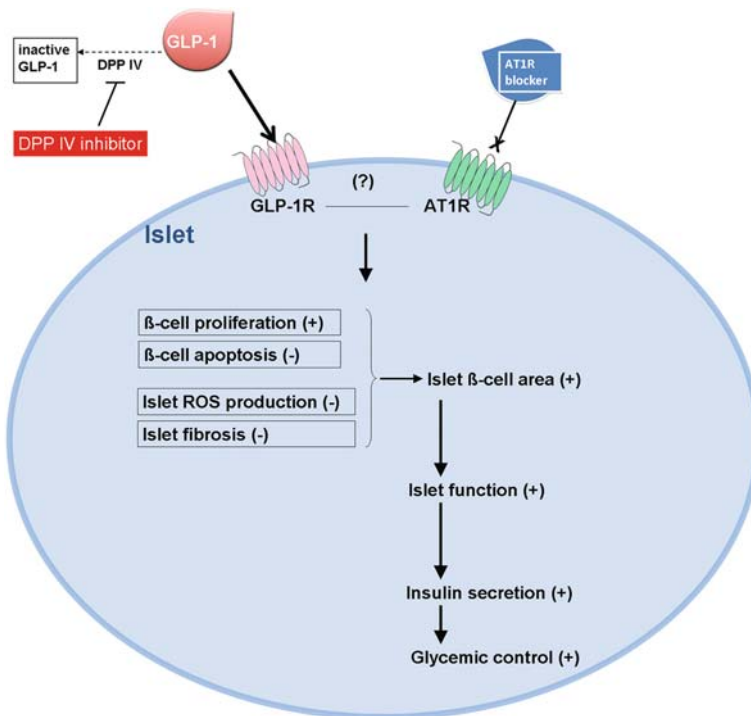 GLP-1
inactive
GLP-1
DPP IV
DPP IV inhibitor
AT1R
blocker
x
(?)
GLP-1R
AT1R
Islet
ß-cell proliferation (+)
ß-cell apoptosis (-)
Islet ROS production (-)
Islet fibrosis (-)
Islet ß-cell area (+)
Islet function (+)
Insulin secretion (+)
Glycemic control (+)